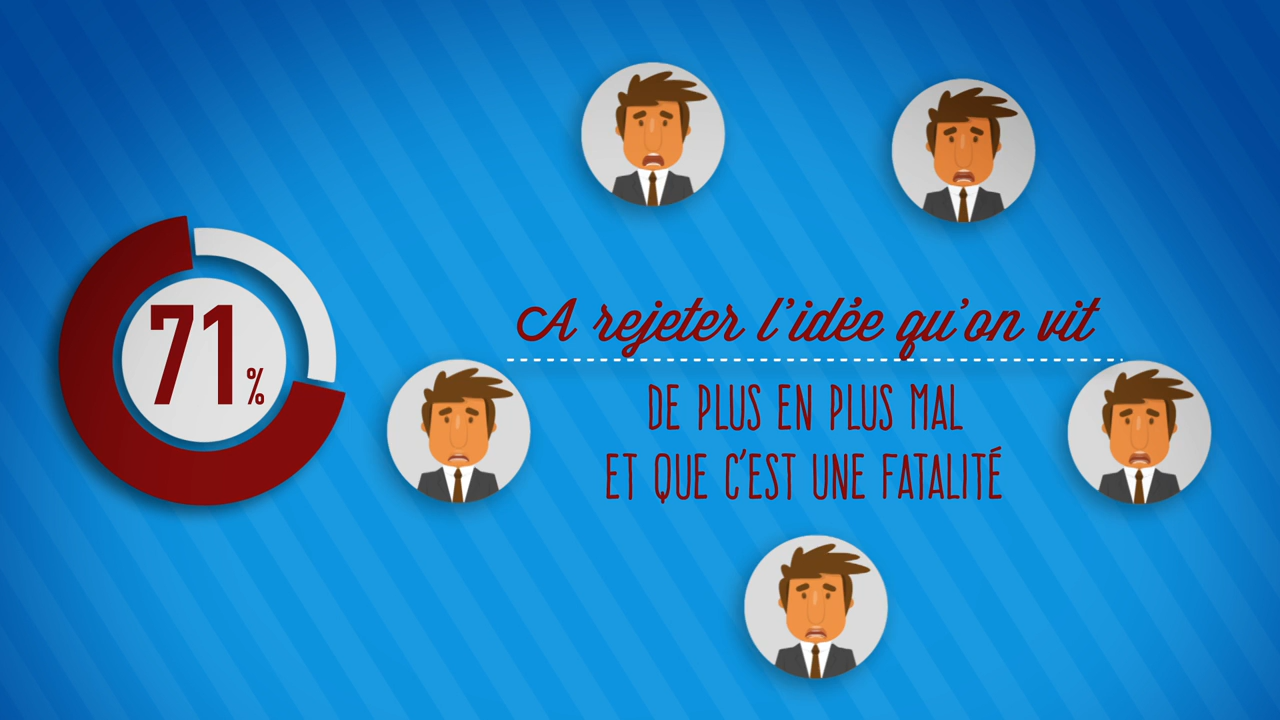 71%
A rejeter l'idée qu'on vit
DE PLUS EN PLUS MAL
ET QUE C'EST UNE FATALITÉ